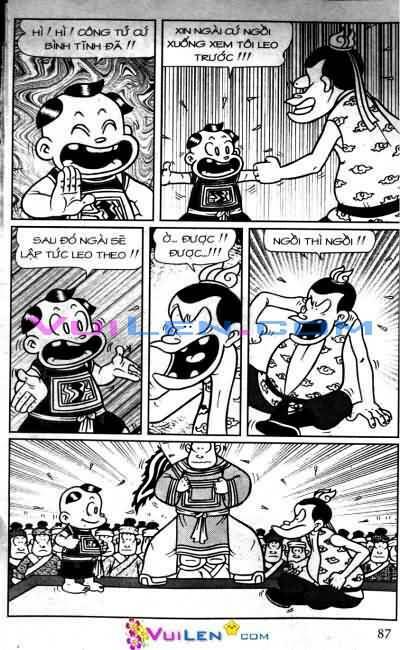 HÌ ! HÌ ! CÔNG TỬ CỨ
BÌNH TĨNH ĐÃ !!
XIN NGÀI CỨ NGỒI
XUỐNG XEM TÔI LEO
TRƯỚC !!!
SAU ĐÓ NGÀI SẼ
LẬP TỨC LEO THEO !!
Ờ... ĐƯỢC !!
ĐƯỢC...!!!
NGỒI THÌ NGỒI !!
VUILEN.COM
VUILEN.COM
87